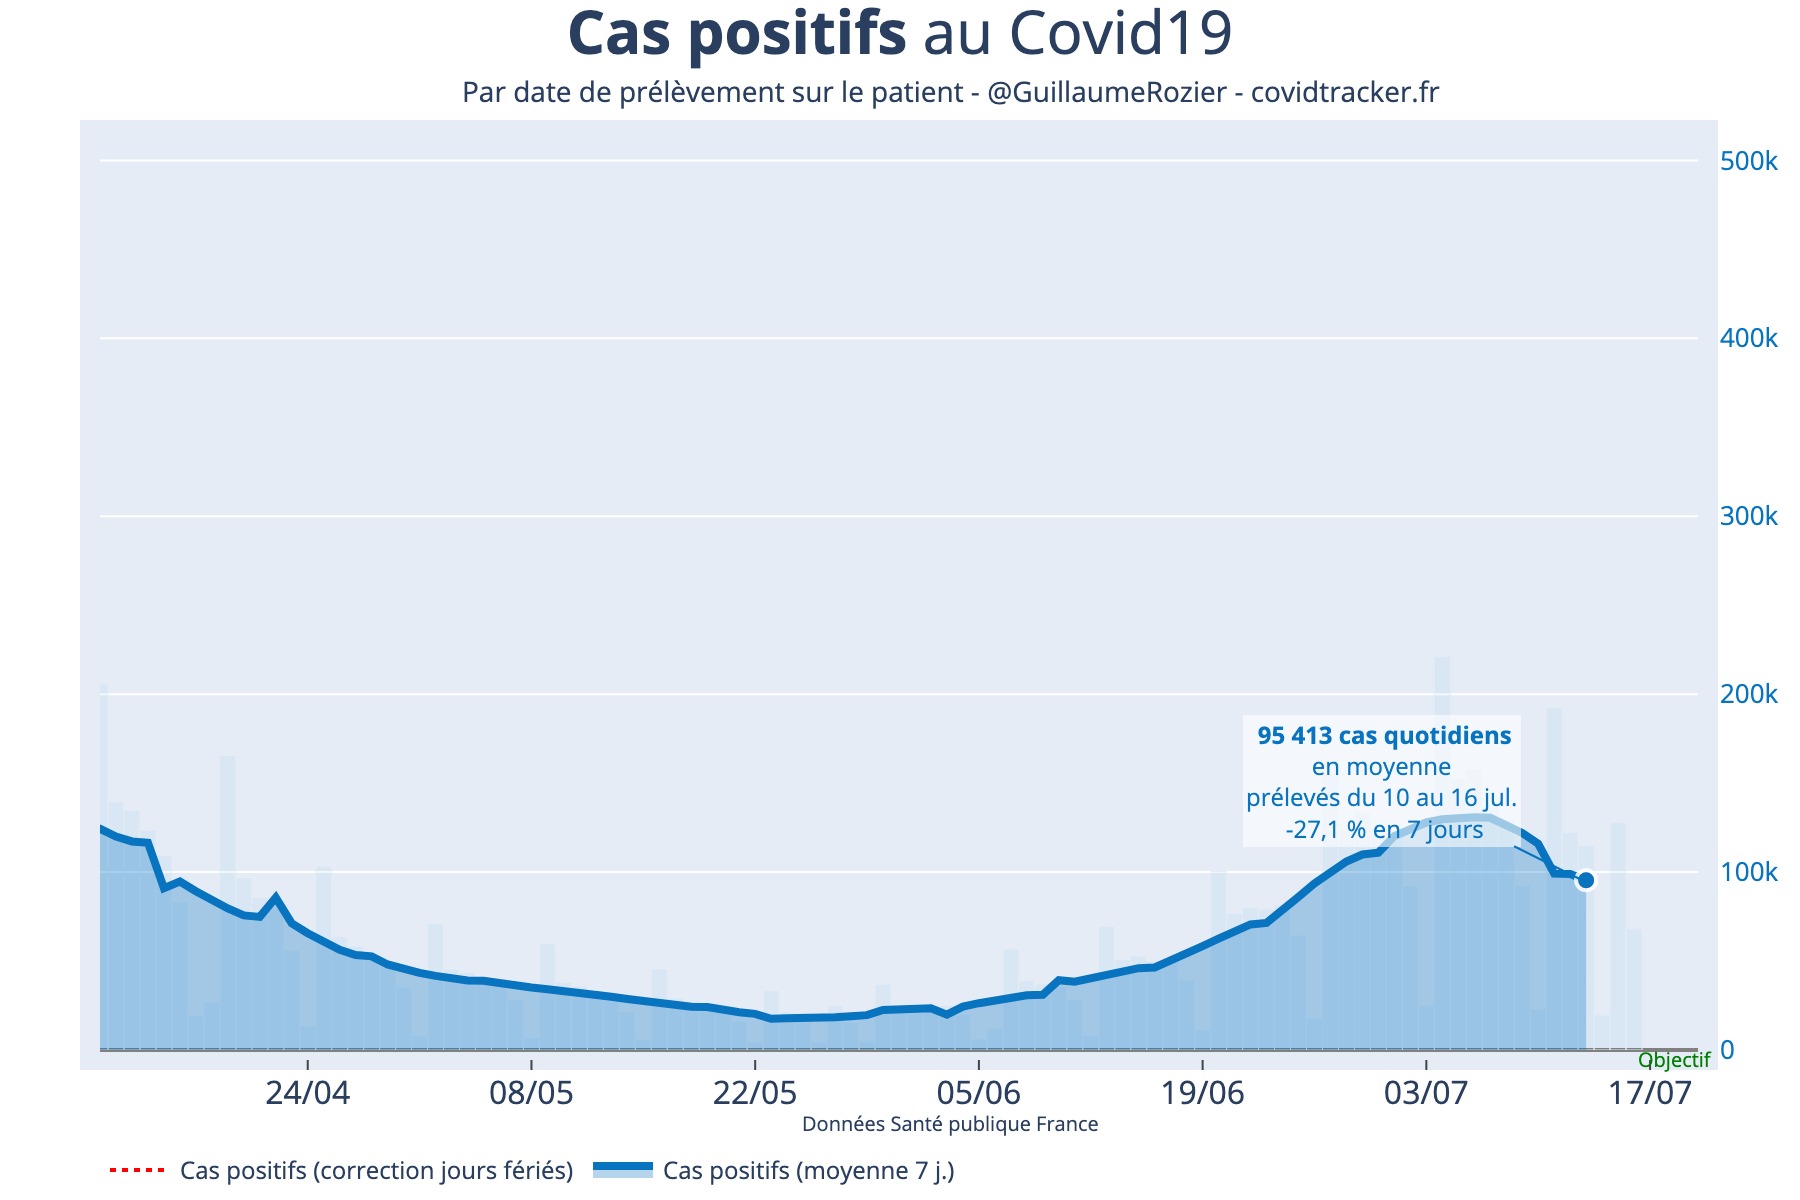 Cas positifs au Covid19
Par date de prélèvement sur le patient - @GuillaumeRozier - covidtracker.fr
500k
400k
300k
200k
95 413 cas quotidiens
en moyenne
prélevés du 10 au 16 jul.
-27,1 % en 7 jours
100k
0
Objectif
24/04 08/05 22/05 05/06 19/06 03/07 17/07
Données Santé publique France
Cas positifs (correction jours fériés) Cas positifs (moyenne 7 j.)